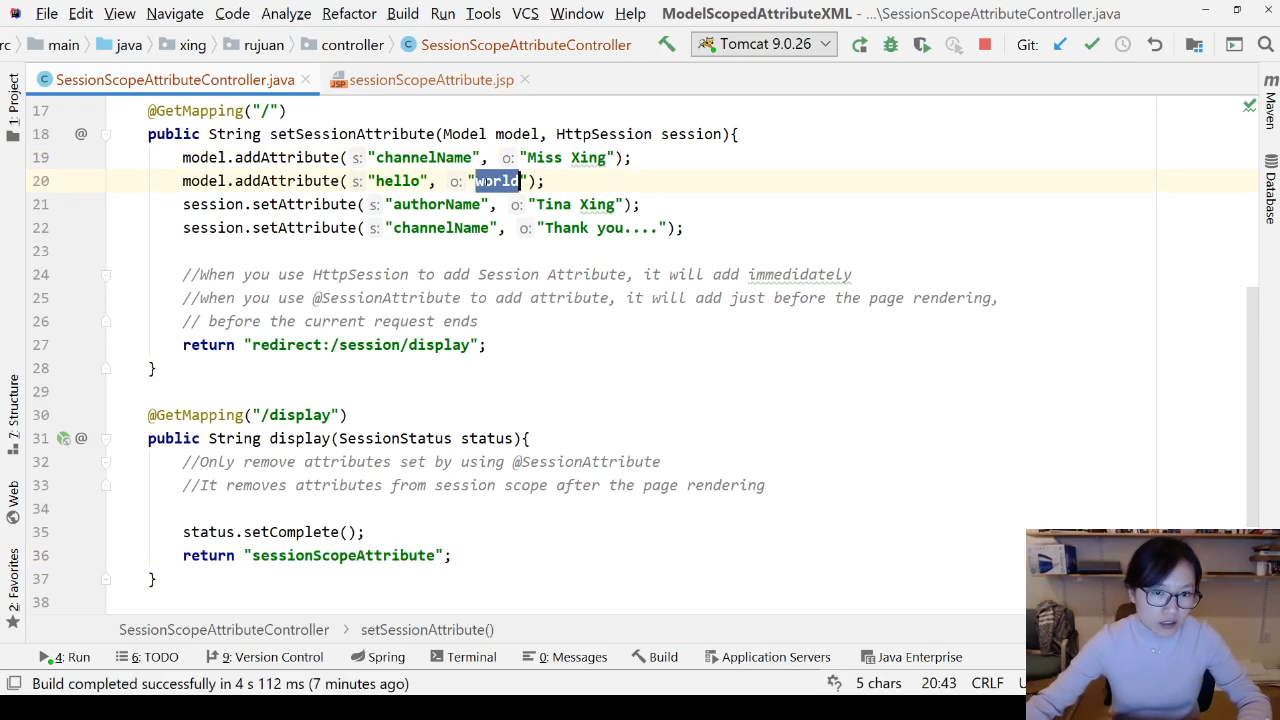 File Edit View Navigate Code Analyze Refactor Build Run Tools VCS Window Help ModelScopedAttributeXML - ...\SessionScopeAttributeController.java
rc main java xing rujuan controller SessionScopeAttributeController Tomcat 9.0.26 Git:
SessionScopeAttributeController.java sessionScopeAttribute.jsp
17 @GetMapping("/")
18 public String setSessionAttribute(Model model, HttpSession session){
19 model.addAttribute( s: "channelName", o: "Miss Xing");
20 model.addAttribute( s: "hello", o: "world");
21 session.setAttribute( s: "authorName", o: "Tina Xing");
22 session.setAttribute( s: "channelName", o: "Thank you....");
23
24 //When you use HttpSession to add Session Attribute, it will add immedidately
25 //When you use @SessionAttribute to add attribute, it will add just before the page rendering,
26 // before the current request ends
27 return "redirect:/session/display";
28 }
29
30 @GetMapping("/display")
31 public String display(SessionStatus status){
32 //Only remove attributes set by using @SessionAttribute
33 //It removes attributes from session scope after the page rendering
34
35 status.setComplete();
36 return "sessionScopeAttribute";
37 }
38
1: Project
7: Structure
Web
2: Favorites
Maven
Database
SessionScopeAttributeController > setSessionAttribute()
4: Run 6: TODO 9: Version Control Spring Terminal 0: Messages Build Application Servers Java Enterprise
Build completed successfully in 4 s 112 ms (7 minutes ago) 5 chars 20:43 CRLF